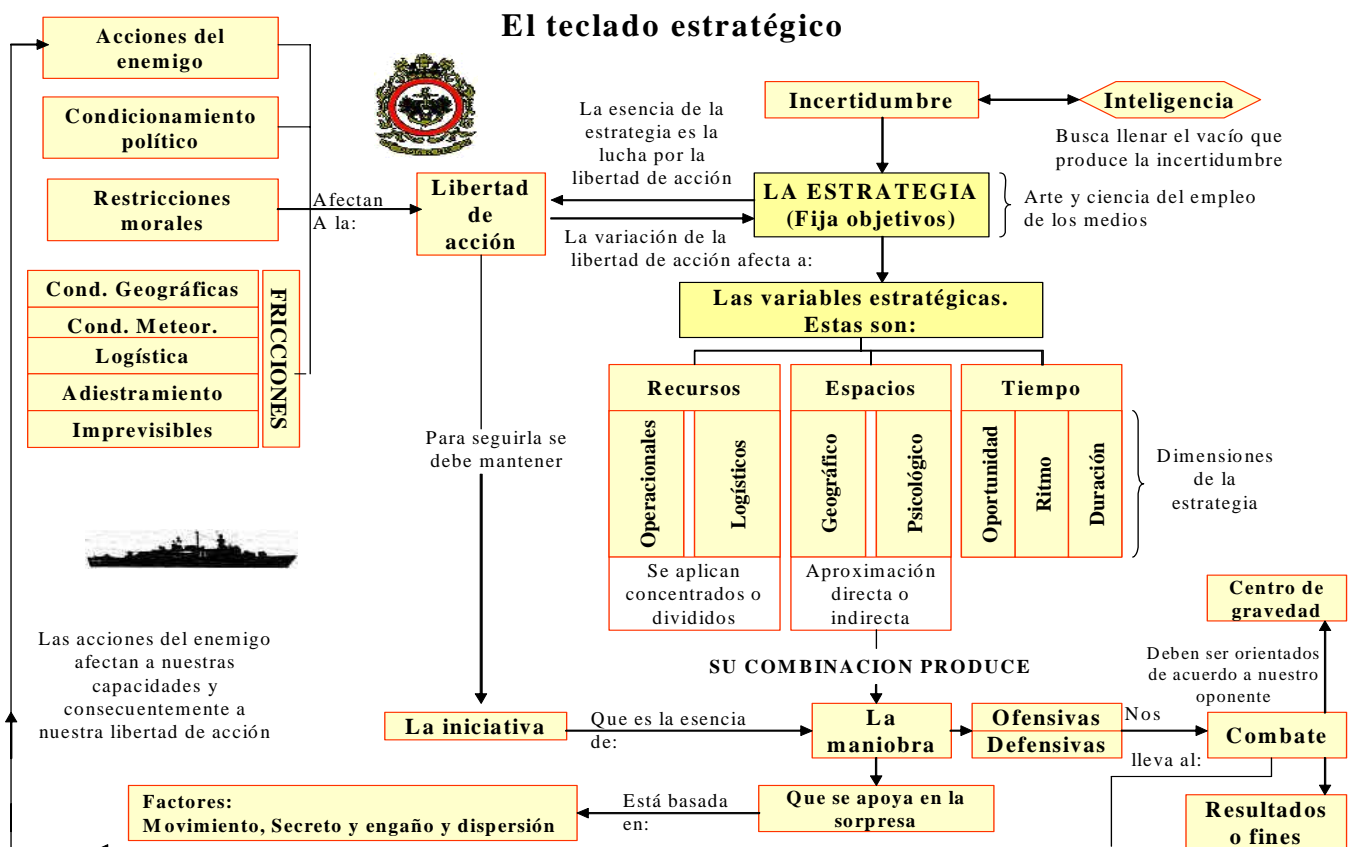 El teclado estratégico
Acciones del
enemigo
Condicionamiento
político
Restricciones
morales
Afectan
A la:
Cond. Geográficas
Cond. Meteor.
Logística
Adiestramiento
Imprevisibles
FRICCIONES
Libertad
de
acción
La esencia de la
estrategia es la
lucha por la
libertad de acción
La variación de la
libertad de acción afecta a:
Incertidumbre
Inteligencia
Busca llenar el vacío que
produce la incertidumbre
LA ESTRATEGIA
(Fija objetivos)
Arte y ciencia del empleo
de los medios
Las variables estratégicas.
Estas son:
Recursos
Operacionales
Logísticos
Se aplican
concentrados o
divididos
Espacios
Geográfico
Psicológico
Aproximación
directa o
indirecta
Tiempo
Oportunidad
Ritmo
Duración
Dimensiones
de la
estrategia
Para seguirla se
debe mantener
Las acciones del enemigo
afectan a nuestras
capacidades y
consecuentemente a
nuestra libertad de acción
SU COMBINACION PRODUCE
La iniciativa
Que es la esencia
de:
La
maniobra
Ofensivas
Defensivas
Nos
lleva al:
Combate
Deben ser orientados
de acuerdo a nuestro
oponente
Centro de
gravedad
Resultados
o fines
Que se apoya en la
sorpresa
Está basada
en:
Factores:
Movimiento, Secreto y engaño y dispersión